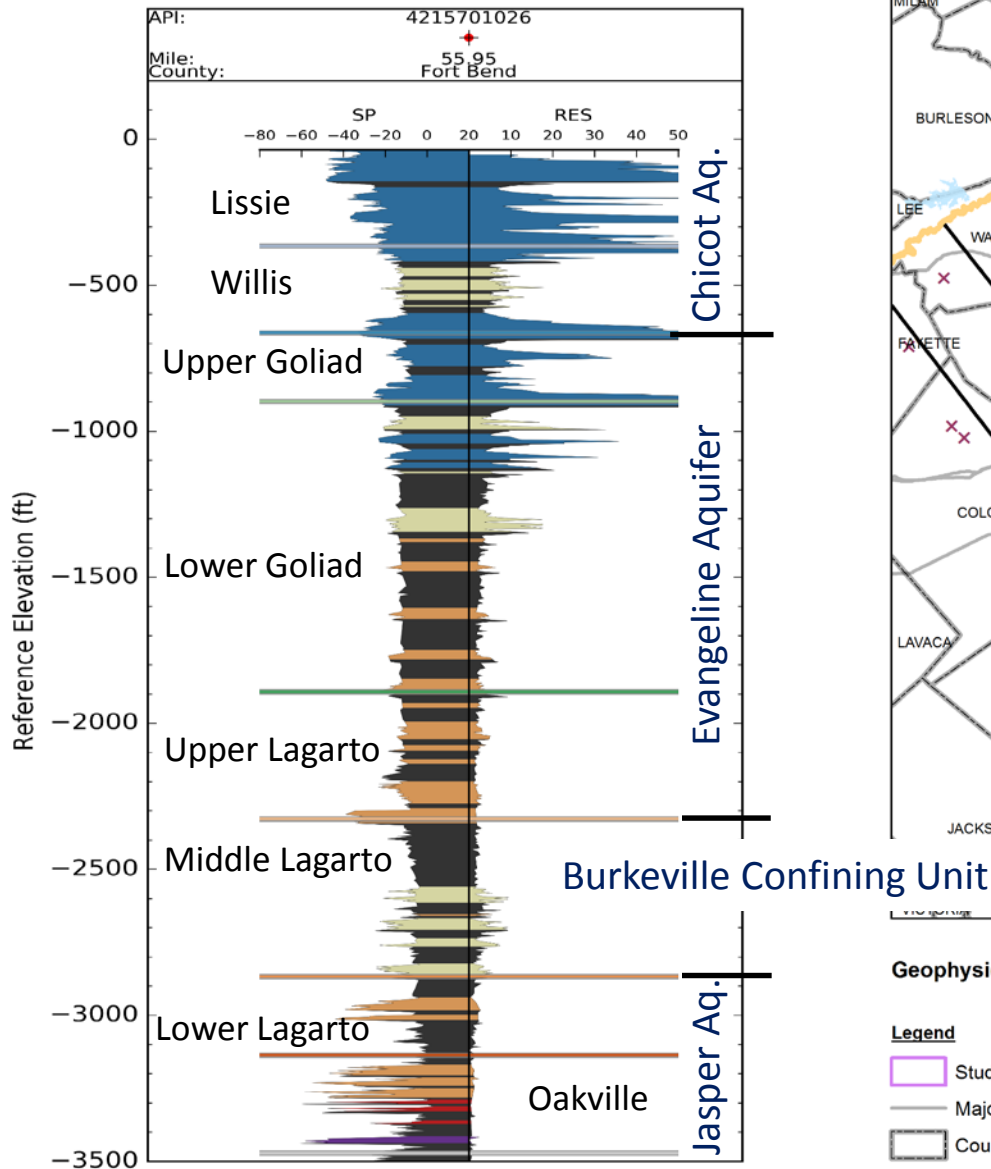 API: 4215701026
Mile: 55.95
County: Fort Bend
SP RES
−80 −60 −40 −20 0 20 10 20 30 40 50
Reference Elevation (ft)
0
−500
−1000
−1500
−2000
−2500
−3000
−3500
Lissie
Willis
Upper Goliad
Lower Goliad
Upper Lagarto
Middle Lagarto
Lower Lagarto
Oakville
Chicot Aq.
Evangeline Aquifer
Burkeville Confining Unit
Jasper Aq.
MILAM
BURLESON
LEE
WA
FAYETTE
COLO
LAVACA
JACKS
Geophysi
Legend
Stud
Majo
Cou